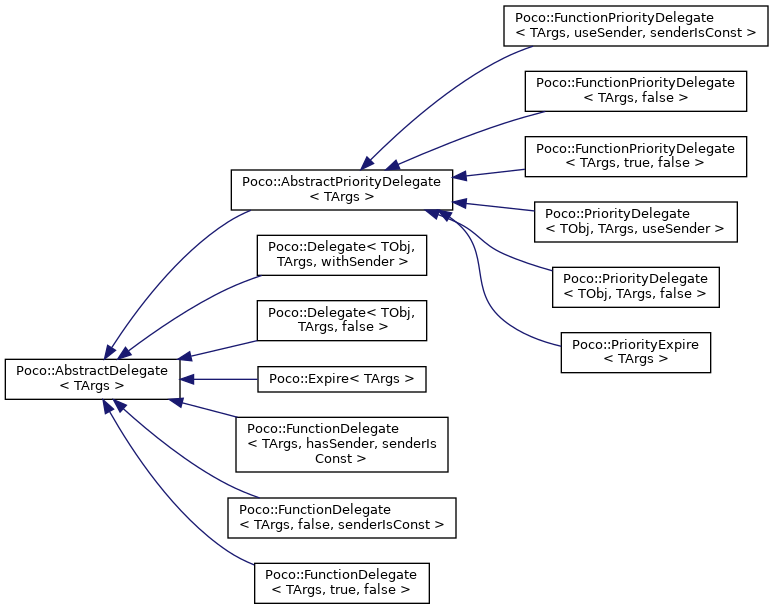 Poco::FunctionPriorityDelegate
< TArgs, useSender, senderIsConst >
Poco::FunctionPriorityDelegate
< TArgs, false >
Poco::FunctionPriorityDelegate
< TArgs, true, false >
Poco::AbstractPriorityDelegate
< TArgs >
Poco::PriorityDelegate
< TObj, TArgs, useSender >
Poco::Delegate< TObj,
TArgs, withSender >
Poco::PriorityDelegate
< TObj, TArgs, false >
Poco::Delegate< TObj,
TArgs, false >
Poco::PriorityExpire
< TArgs >
Poco::AbstractDelegate
< TArgs >
Poco::Expire< TArgs >
Poco::FunctionDelegate
< TArgs, hasSender, senderIs
Const >
Poco::FunctionDelegate
< TArgs, false, senderIsConst >
Poco::FunctionDelegate
< TArgs, true, false >